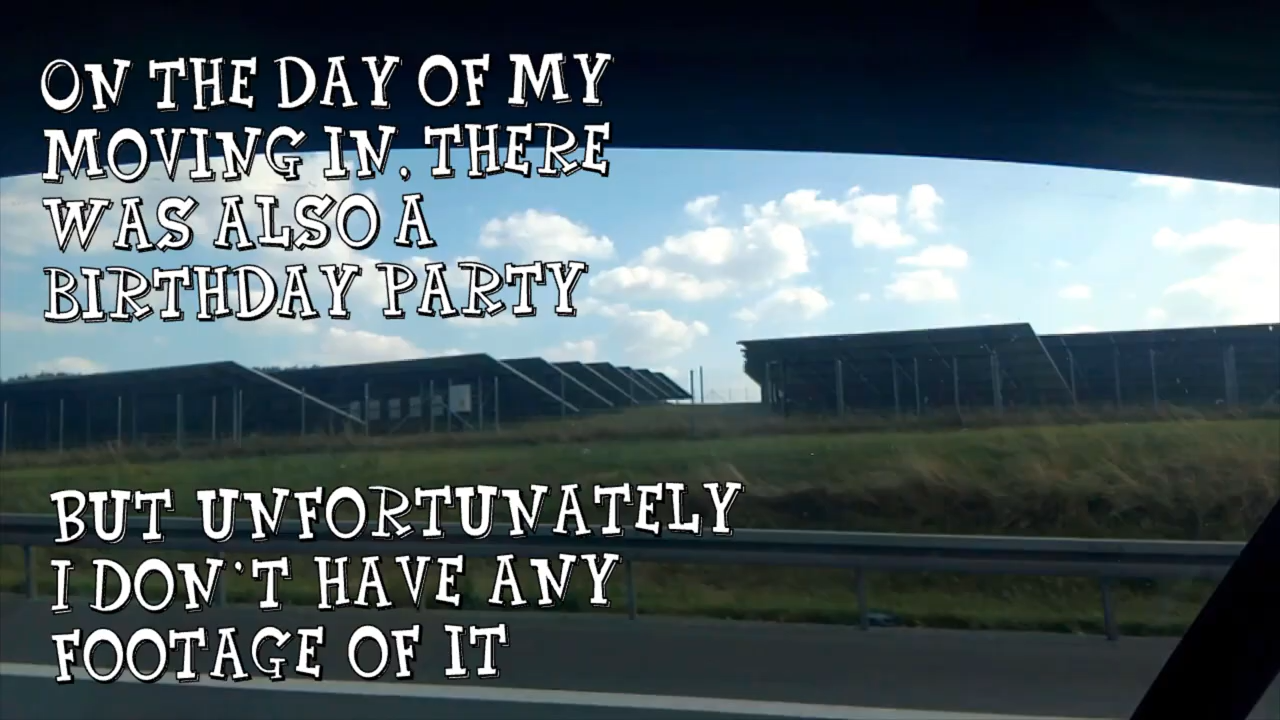 ON THE DAY OF MY
MOVING IN, THERE
WAS ALSO A
BIRTHDAY PARTY
BUT UNFORTUNATELY
I DON'T HAVE ANY
FOOTAGE OF IT